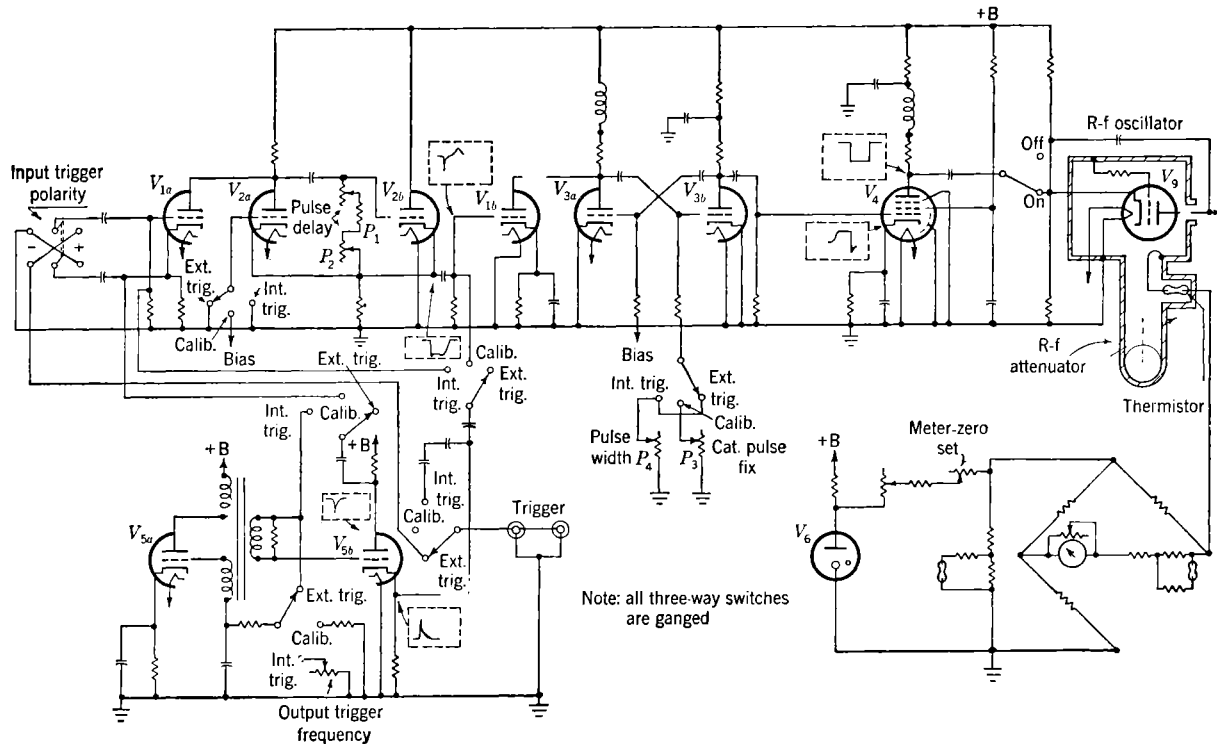 +B
R-f oscillator
Off
On
V9
Input trigger
polarity
−
+
V1a
V2a
Pulse
delay
P1
P2
V2b
V1b
V3a
V3b
V4
Ext.
trig.
Int.
trig.
Calib.
Bias
R-f
attenuator
Thermistor
Ext. trig.
Int.
trig.
Calib.
+B
Calib.
Int.
trig.
Ext.
trig.
Bias
Int. trig.
Ext.
trig.
Calib.
Pulse
width
P4
P3
Cat. pulse
fix
+B
V5a
V5b
Ext. trig.
Calib.
Int.
trig.
Output trigger
frequency
Int.
trig.
Calib.
Ext.
trig.
Trigger
Note: all three-way switches
are ganged
+B
Meter-zero
set
V6